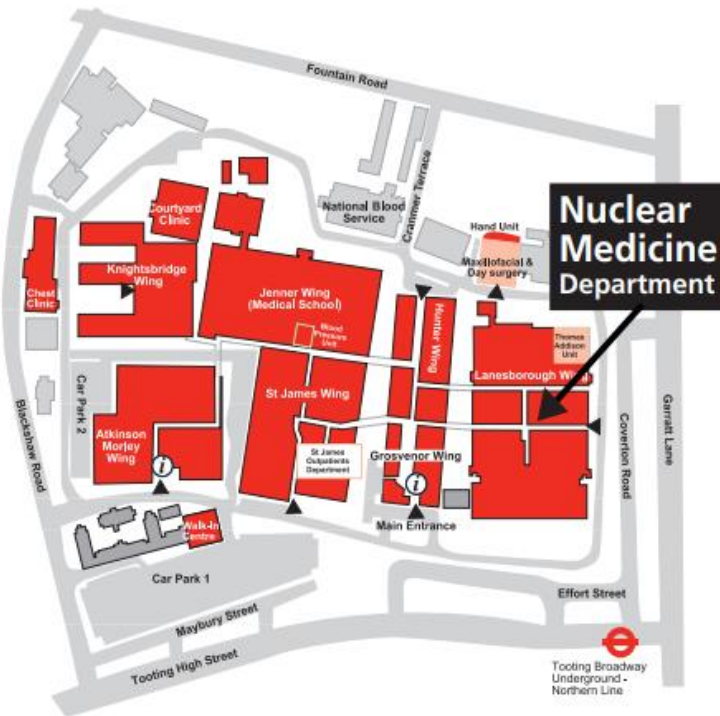 Fountain Road
Cranmer Terrace
National Blood
Service
Hand Unit
Maxillofacial &
Day surgery
Nuclear
Medicine
Department
Courtyard
Clinic
Knightsbridge
Wing
Chest
Clinic
Jenner Wing
(Medical School)
Blood
Pressure
Unit
Hunter Wing
Thomas
Addison
Unit
Lanesborough Wing
St James Wing
Car Park 2
Atkinson
Morley
Wing
i
St James
Outpatients
Department
Grosvenor Wing
i
Main Entrance
Blackshaw Road
Coverton Road
Garratt Lane
Walk-In
Centre
Car Park 1
Maybury Street
Tooting High Street
Effort Street
Tooting Broadway
Underground -
Northern Line